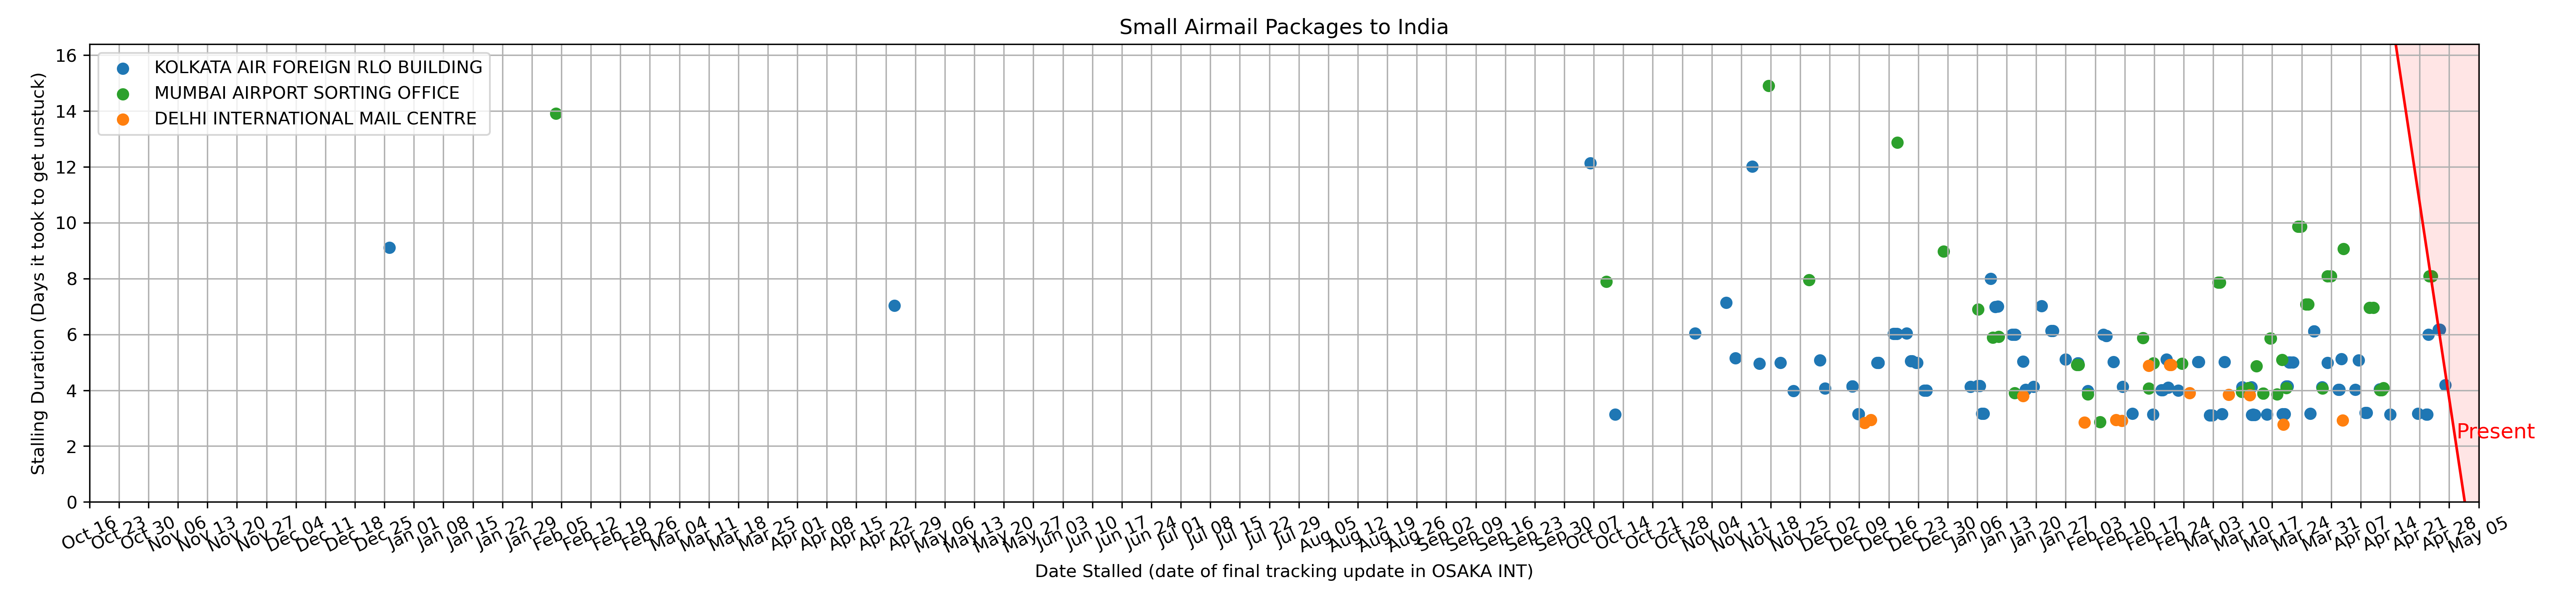 Small Airmail Packages to India
KOLKATA AIR FOREIGN RLO BUILDING
MUMBAI AIRPORT SORTING OFFICE
DELHI INTERNATIONAL MAIL CENTRE
Stalling Duration (Days it took to get unstuck)
16
14
12
10
8
6
4
2
0
Present
Oct 16
Oct 23
Oct 30
Nov 06
Nov 13
Nov 20
Nov 27
Dec 04
Dec 11
Dec 18
Dec 25
Jan 01
Jan 08
Jan 15
Jan 22
Jan 29
Feb 05
Feb 12
Feb 19
Feb 26
Mar 04
Mar 11
Mar 18
Mar 25
Apr 01
Apr 08
Apr 15
Apr 22
Apr 29
May 06
May 13
May 20
May 27
Jun 03
Jun 10
Jun 17
Jun 24
Jul 01
Jul 08
Jul 15
Jul 22
Jul 29
Aug 05
Aug 12
Aug 19
Aug 26
Sep 02
Sep 09
Sep 16
Sep 23
Sep 30
Oct 07
Oct 14
Oct 21
Oct 28
Nov 04
Nov 11
Nov 18
Nov 25
Dec 02
Dec 09
Dec 16
Dec 23
Dec 30
Jan 06
Jan 13
Jan 20
Jan 27
Feb 03
Feb 10
Feb 17
Feb 24
Mar 03
Mar 10
Mar 17
Mar 24
Mar 31
Apr 07
Apr 14
Apr 21
Apr 28
May 05
Date Stalled (date of final tracking update in OSAKA INT)